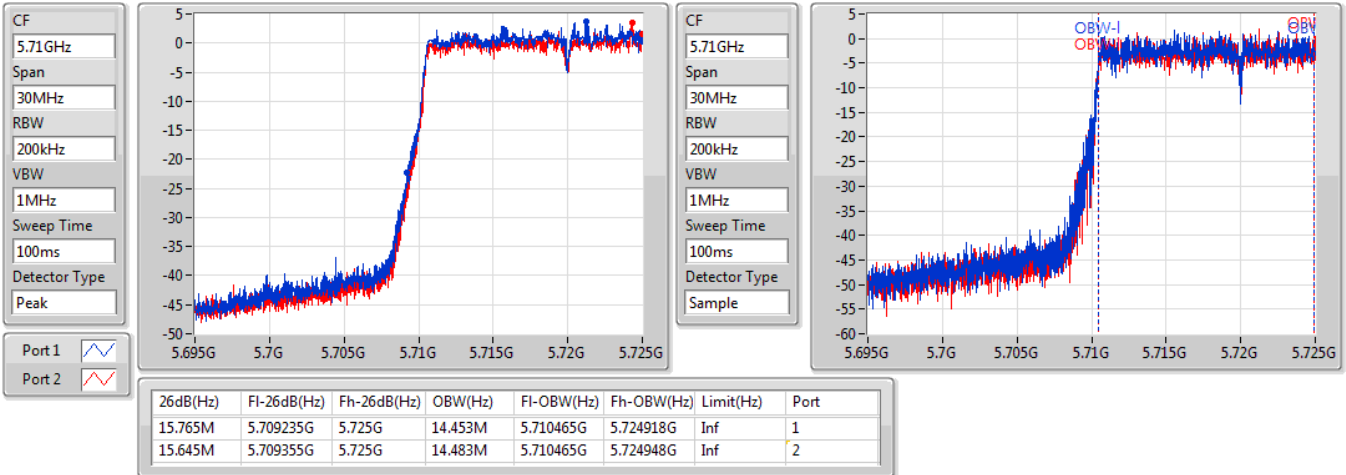 CF
5.71GHz
Span
30MHz
RBW
200kHz
VBW
1MHz
Sweep Time
100ms
Detector Type
Peak
Port 1
Port 2
5
0
-5
-10
-15
-20
-25
-30
-35
-40
-45
-50
5.695G 5.7G 5.705G 5.71G 5.715G 5.72G 5.725G
CF
5.71GHz
Span
30MHz
RBW
200kHz
VBW
1MHz
Sweep Time
100ms
Detector Type
Sample
5
0
-5
-10
-15
-20
-25
-30
-35
-40
-45
-50
-55
-60
OBW-l
5.695G 5.7G 5.705G 5.71G 5.715G 5.72G 5.725G
26dB(Hz) Fl-26dB(Hz) Fh-26dB(Hz) OBW(Hz) Fl-OBW(Hz) Fh-OBW(Hz) Limit(Hz) Port
15.765M 5.709235G 5.725G 14.453M 5.710465G 5.724918G Inf 1
15.645M 5.709355G 5.725G 14.483M 5.710465G 5.724948G Inf 2